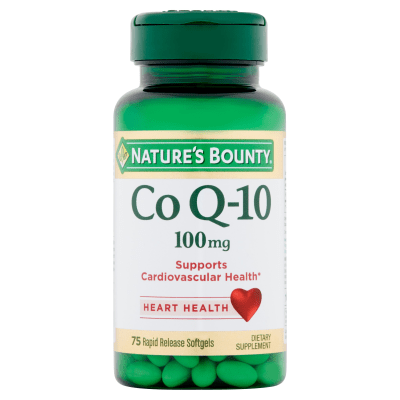 NATURE'S BOUNTY®
Co Q-10
100mg
Supports
Cardiovascular Health*
HEART HEALTH
75 Rapid Release Softgels
DIETARY
SUPPLEMENT